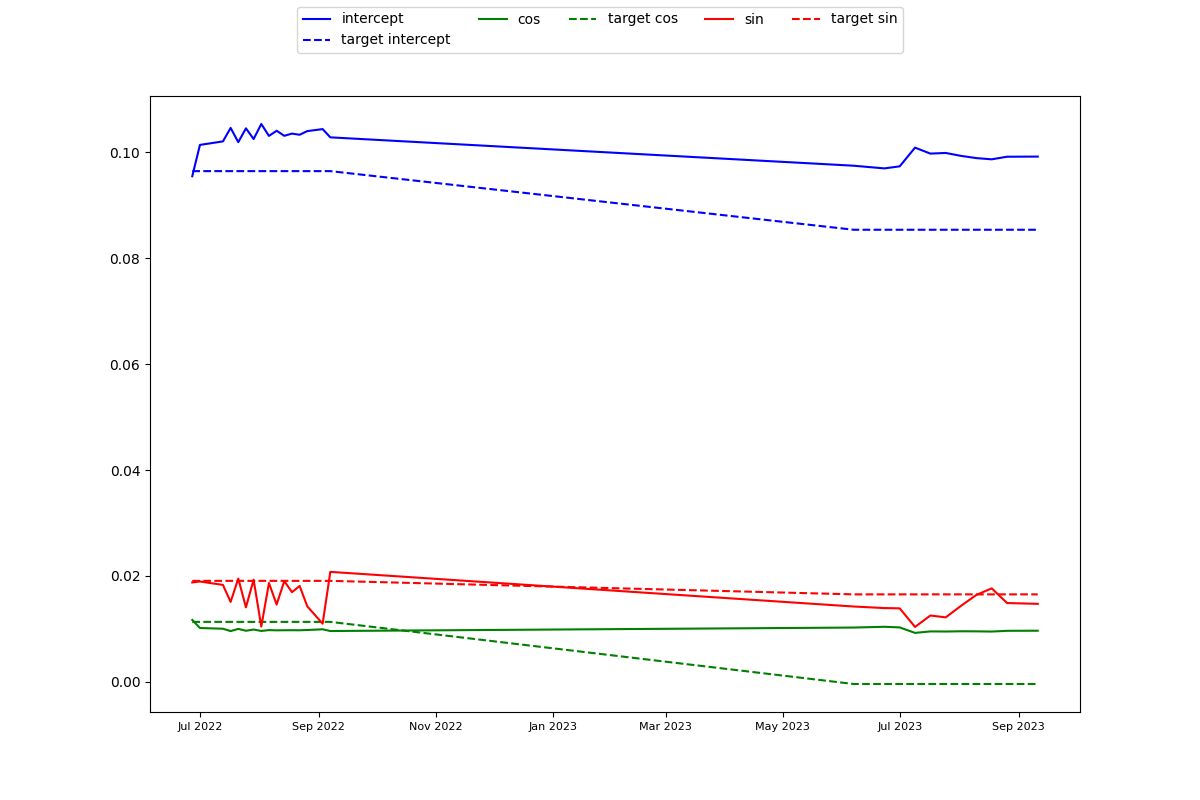 intercept cos target cos sin target sin
target intercept
0.10
0.08
0.06
0.04
0.02
0.00
Jul 2022 Sep 2022 Nov 2022 Jan 2023 Mar 2023 May 2023 Jul 2023 Sep 2023